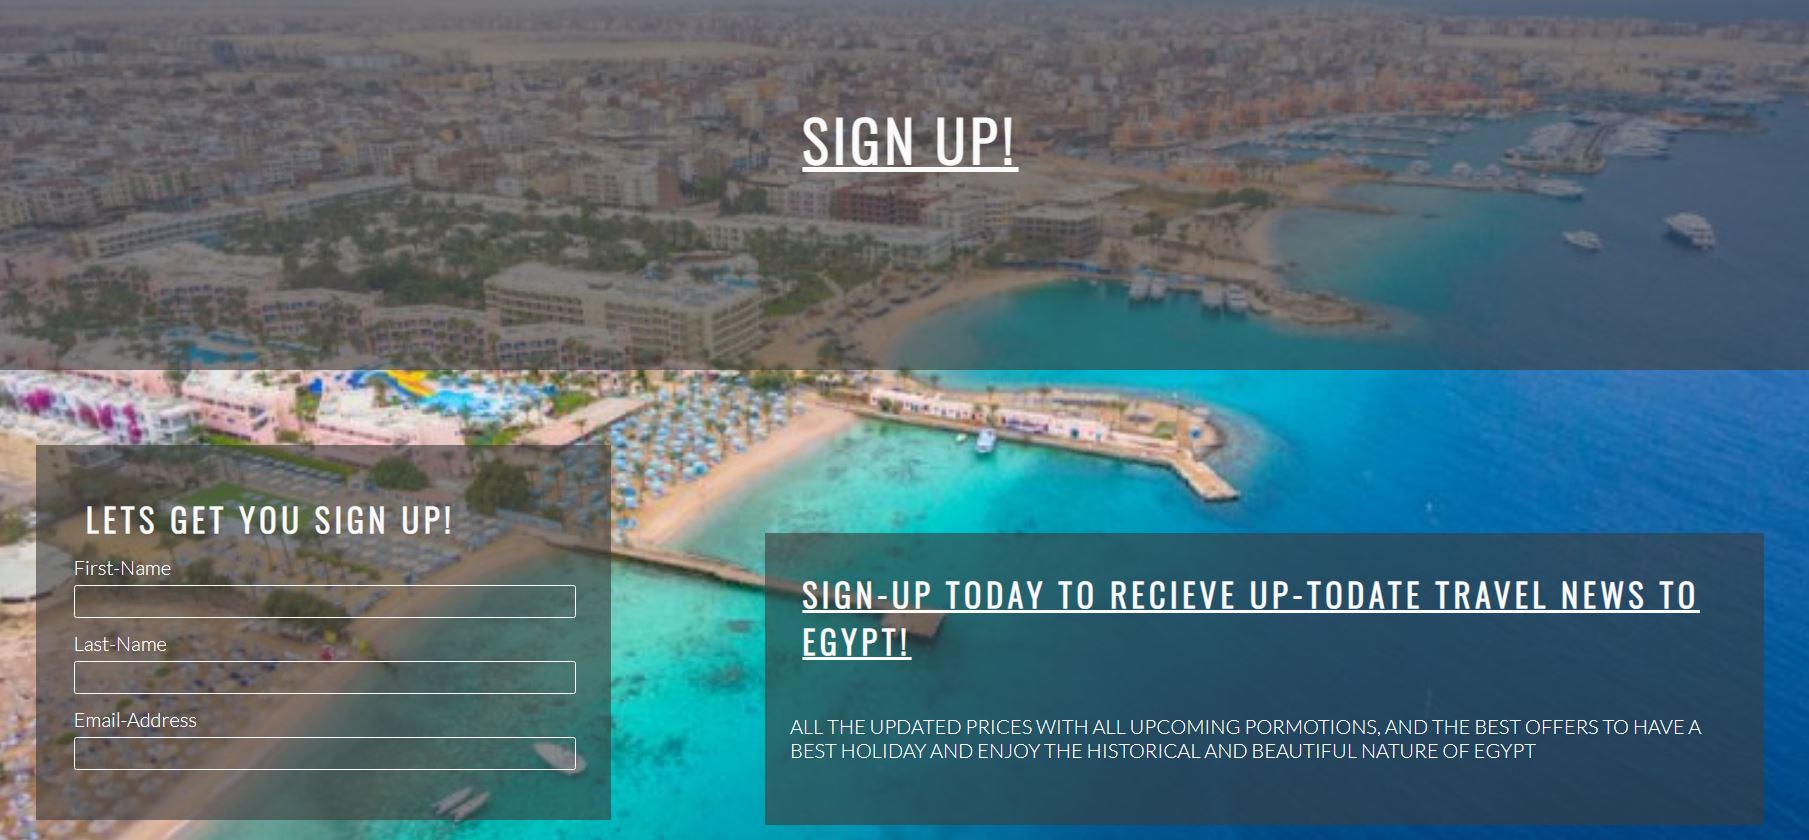 SIGN UP!
LETS GET YOU SIGN UP!
First-Name
Last-Name
Email-Address
SIGN-UP TODAY TO RECIEVE UP-TODATE TRAVEL NEWS TO
EGYPT!
ALL THE UPDATED PRICES WITH ALL UPCOMING PORMOTIONS, AND THE BEST OFFERS TO HAVE A
BEST HOLIDAY AND ENJOY THE HISTORICAL AND BEAUTIFUL NATURE OF EGYPT